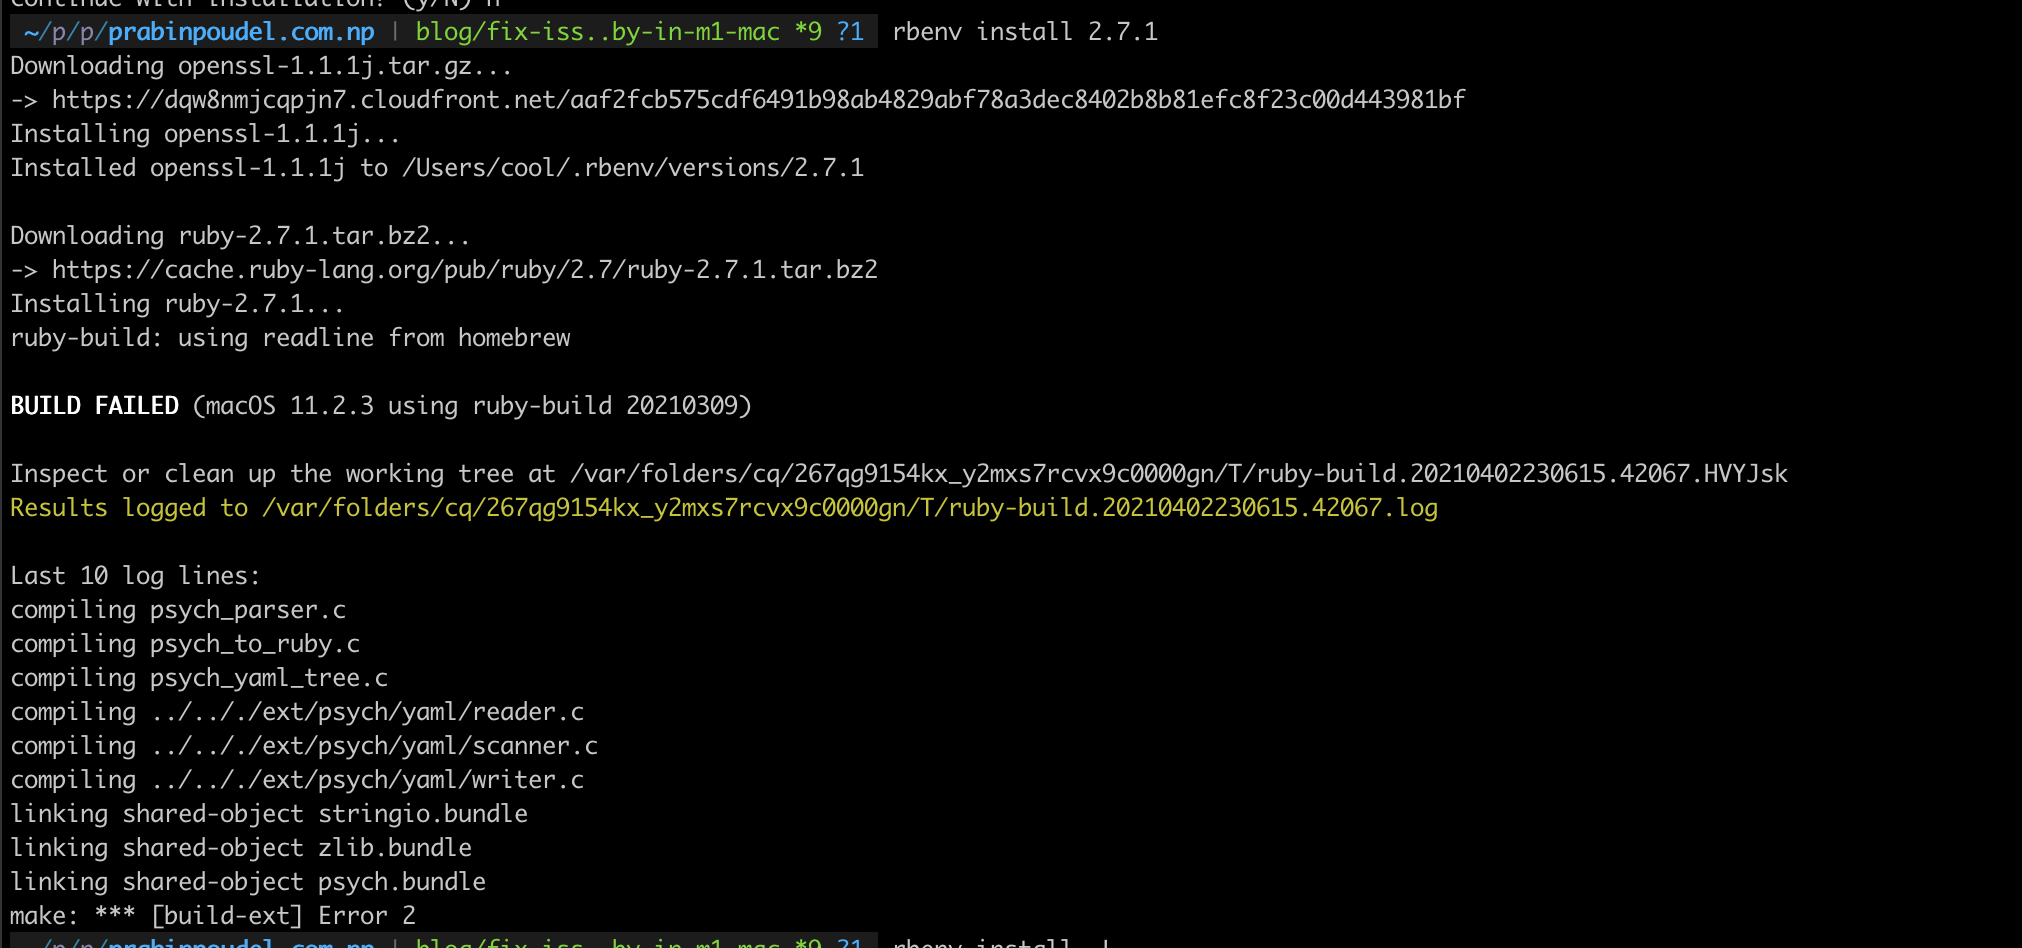 Continue with installation? (y/N) n
~/p/p/prabinpoudel.com.np | blog/fix-iss..by-in-m1-mac *9 ?1  rbenv install 2.7.1
Downloading openssl-1.1.1j.tar.gz...
-> https://dqw8nmjcqpjn7.cloudfront.net/aaf2fcb575cdf6491b98ab4829abf78a3dec8402b8b81efc8f23c00d443981bf
Installing openssl-1.1.1j...
Installed openssl-1.1.1j to /Users/cool/.rbenv/versions/2.7.1
Downloading ruby-2.7.1.tar.bz2...
-> https://cache.ruby-lang.org/pub/ruby/2.7/ruby-2.7.1.tar.bz2
Installing ruby-2.7.1...
ruby-build: using readline from homebrew
BUILD FAILED (macOS 11.2.3 using ruby-build 20210309)
Inspect or clean up the working tree at /var/folders/cq/267qg9154kx_y2mxs7rcvx9c0000gn/T/ruby-build.20210402230615.42067.HVYJsk
Results logged to /var/folders/cq/267qg9154kx_y2mxs7rcvx9c0000gn/T/ruby-build.20210402230615.42067.log
Last 10 log lines:
compiling psych_parser.c
compiling psych_to_ruby.c
compiling psych_yaml_tree.c
compiling ../.././ext/psych/yaml/reader.c
compiling ../.././ext/psych/yaml/scanner.c
compiling ../.././ext/psych/yaml/writer.c
linking shared-object stringio.bundle
linking shared-object zlib.bundle
linking shared-object psych.bundle
make: *** [build-ext] Error 2
~/p/p/prabinpoudel.com.np | blog/fix-iss..by-in-m1-mac *9 ?1  rbenv install